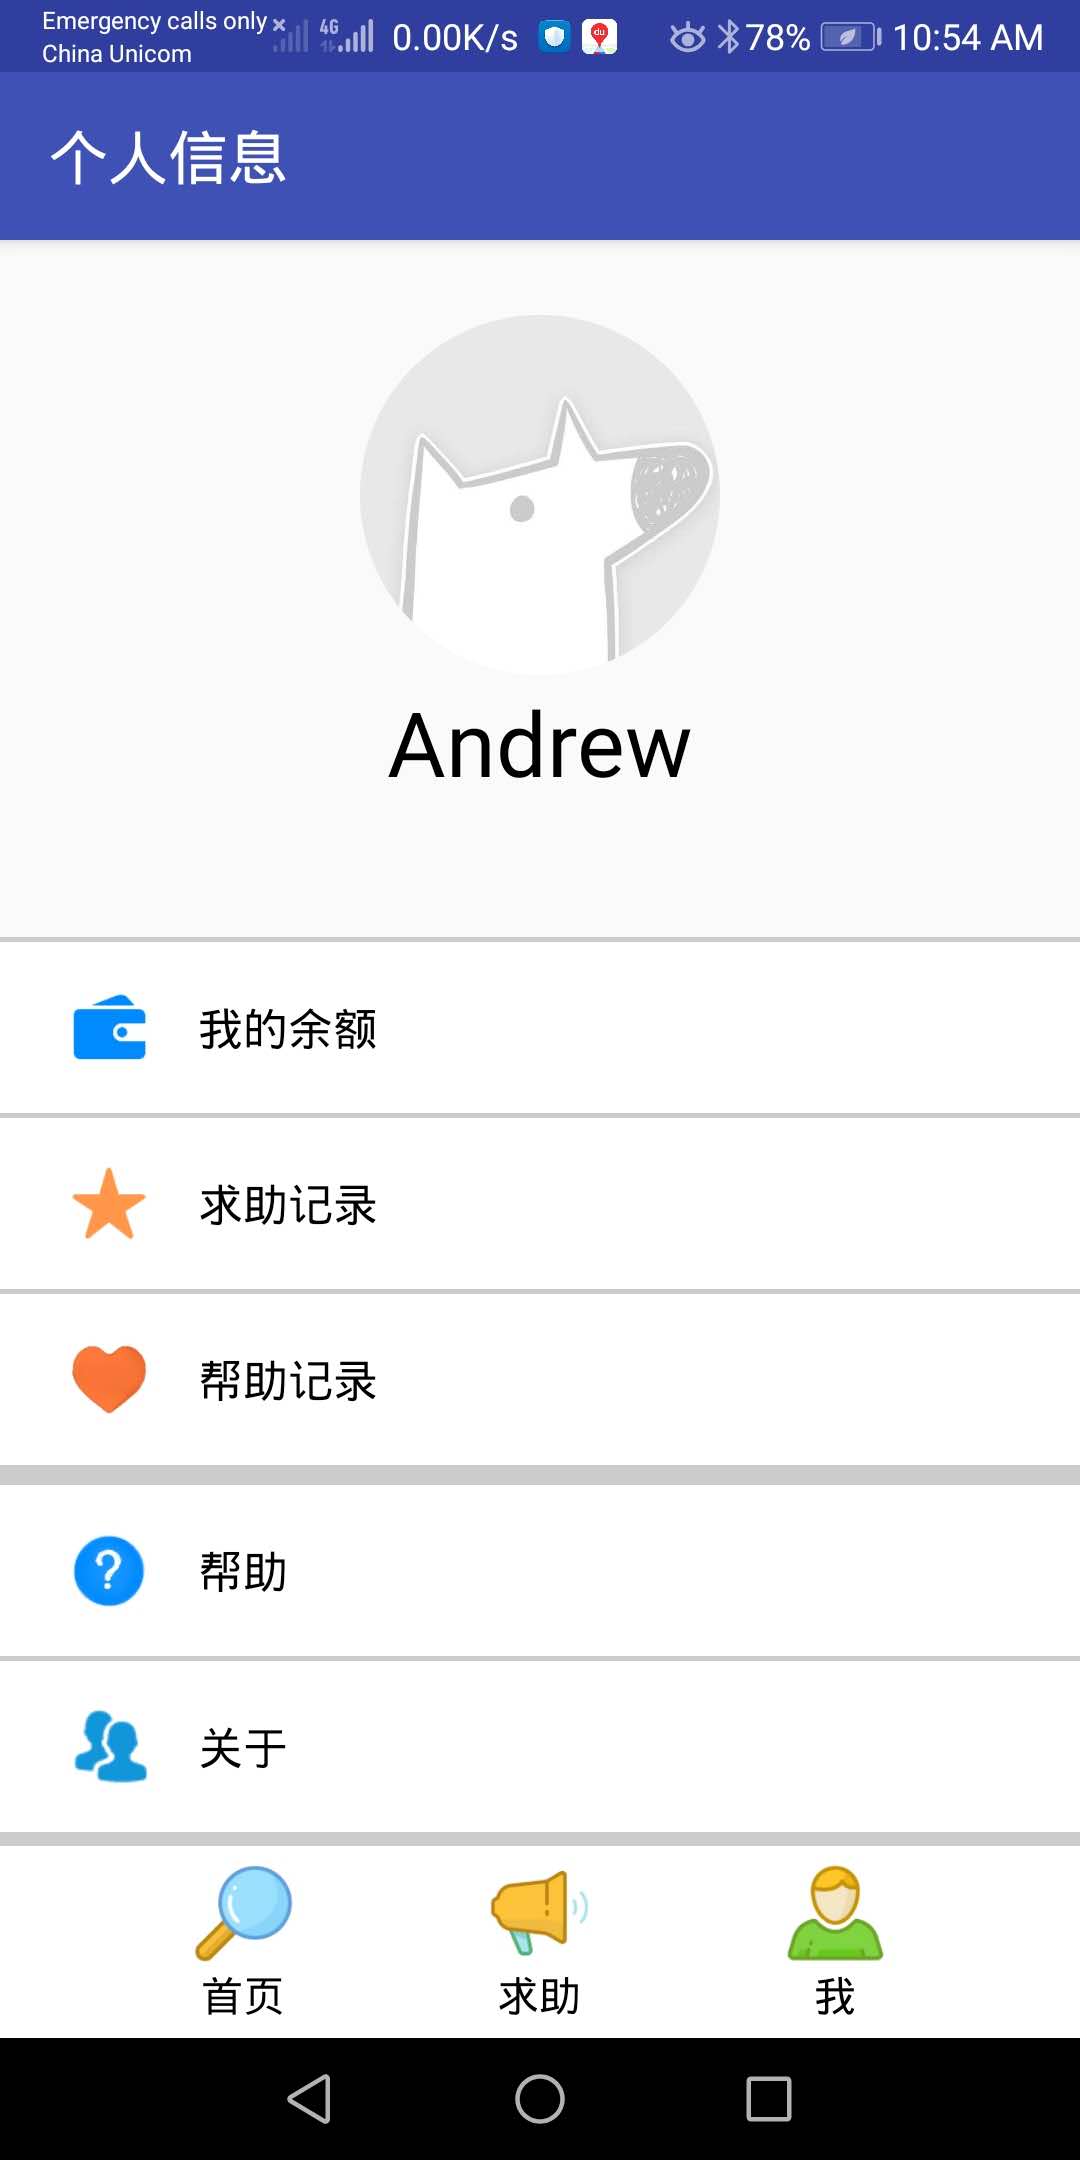 Emergency calls only
China Unicom
4G
0.00K/s
du
78%
10:54 AM
个人信息
Andrew
我的余额
求助记录
帮助记录
?
帮助
关于
首页
求助
我